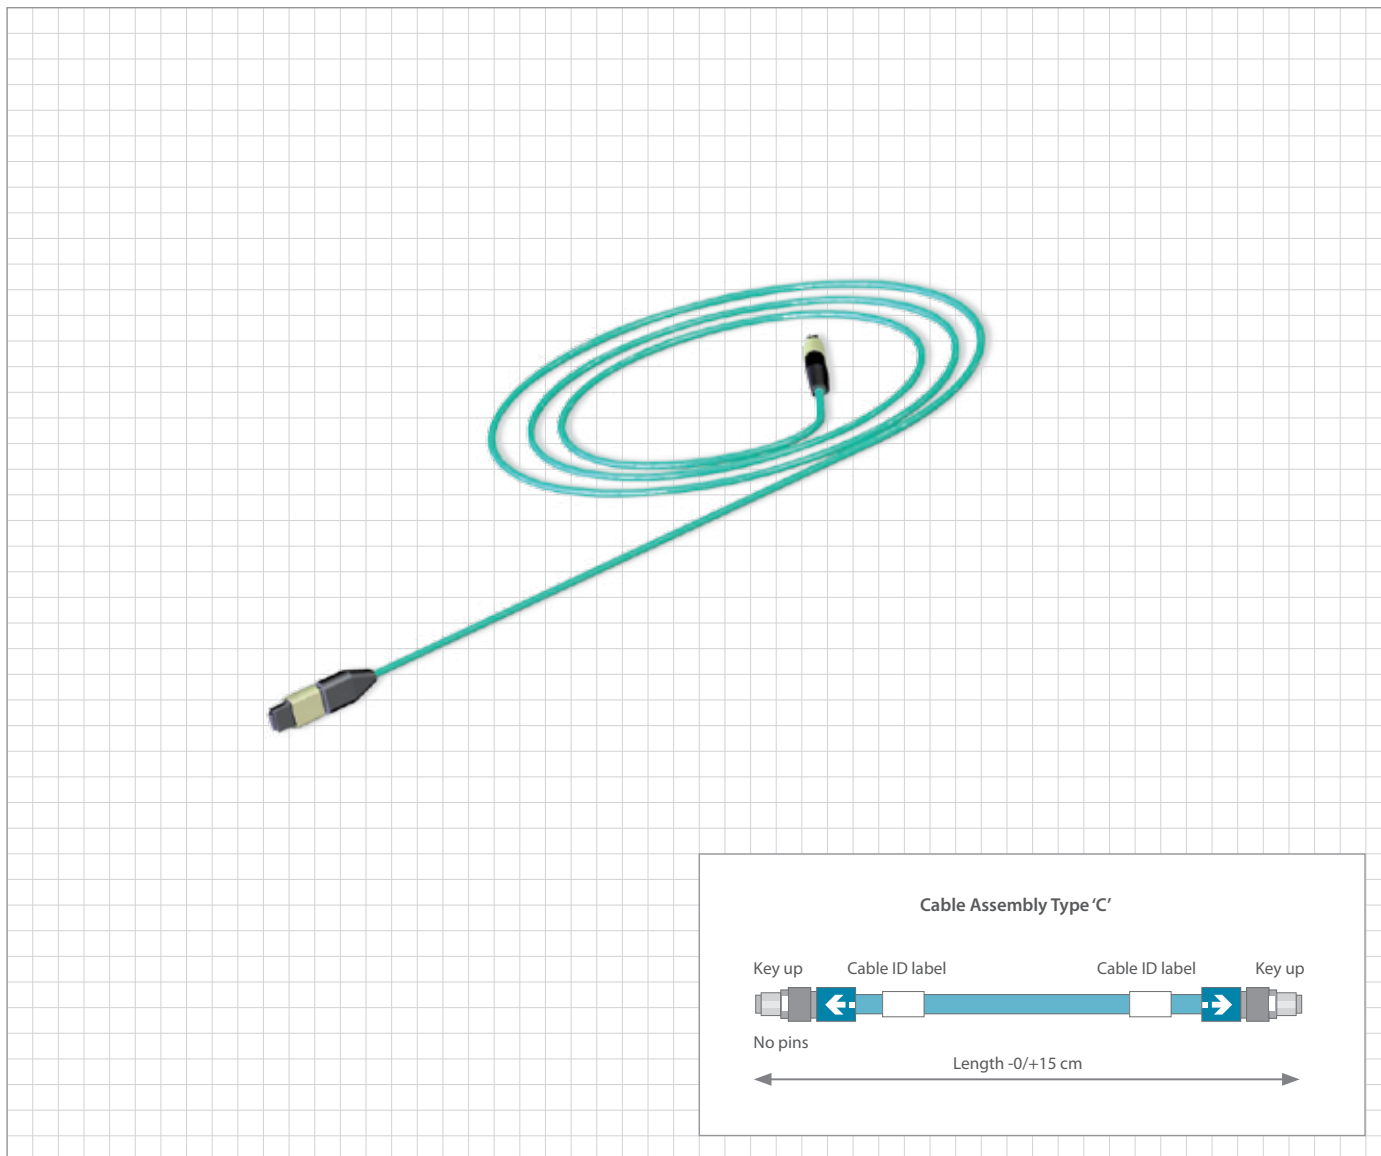 Cable Assembly Type ‘C’
Key up Cable ID label Cable ID label Key up
No pins
Length -0/+15 cm